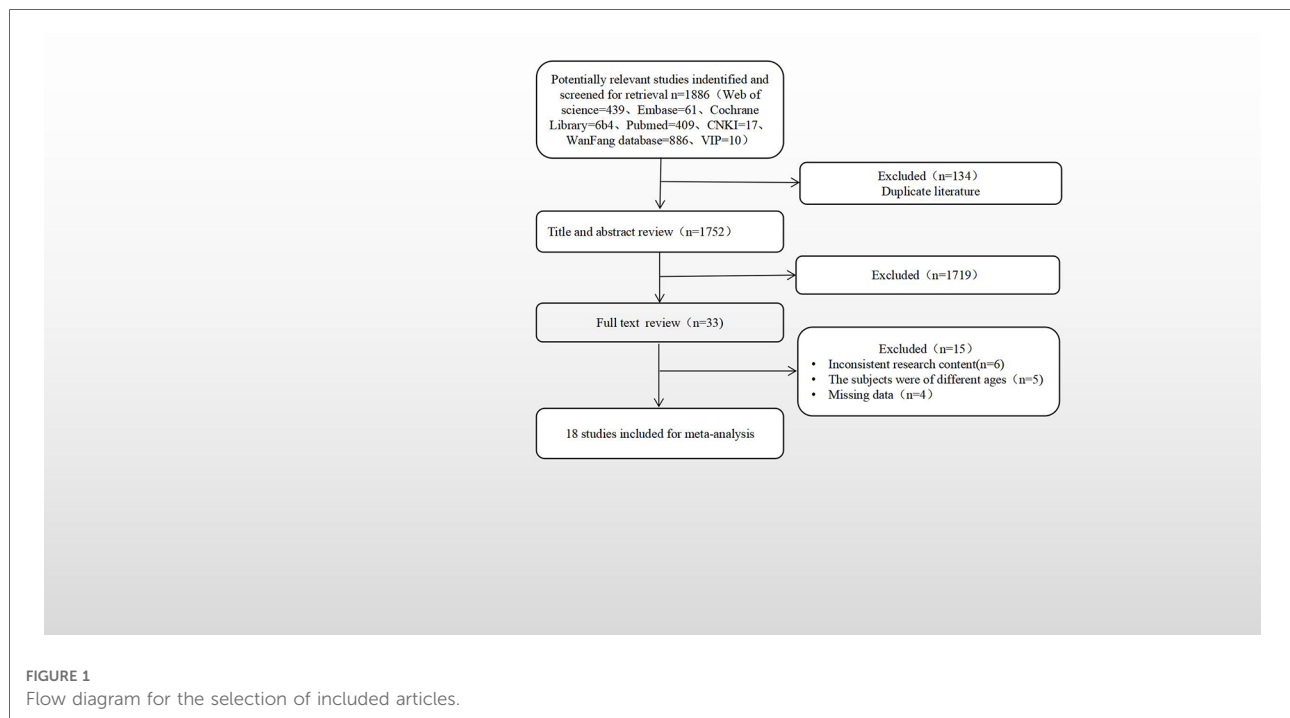 Potentially relevant studies indentified and
screened for retrieval n=1886（Web of
science=439、Embase=61、Cochrane
Library=6b4、Pubmed=409、CNKI=17、
WanFang database=886、VIP=10）
Excluded（n=134）
Duplicate literature
Title and abstract review（n=1752）
Excluded（n=1719）
Full text review（n=33)
Excluded（n=15）
• Inconsistent research content(n=6)
• The subjects were of different ages（n=5）
• Missing data（n=4）
18 studies included for meta-analysis
FIGURE 1
Flow diagram for the selection of included articles.